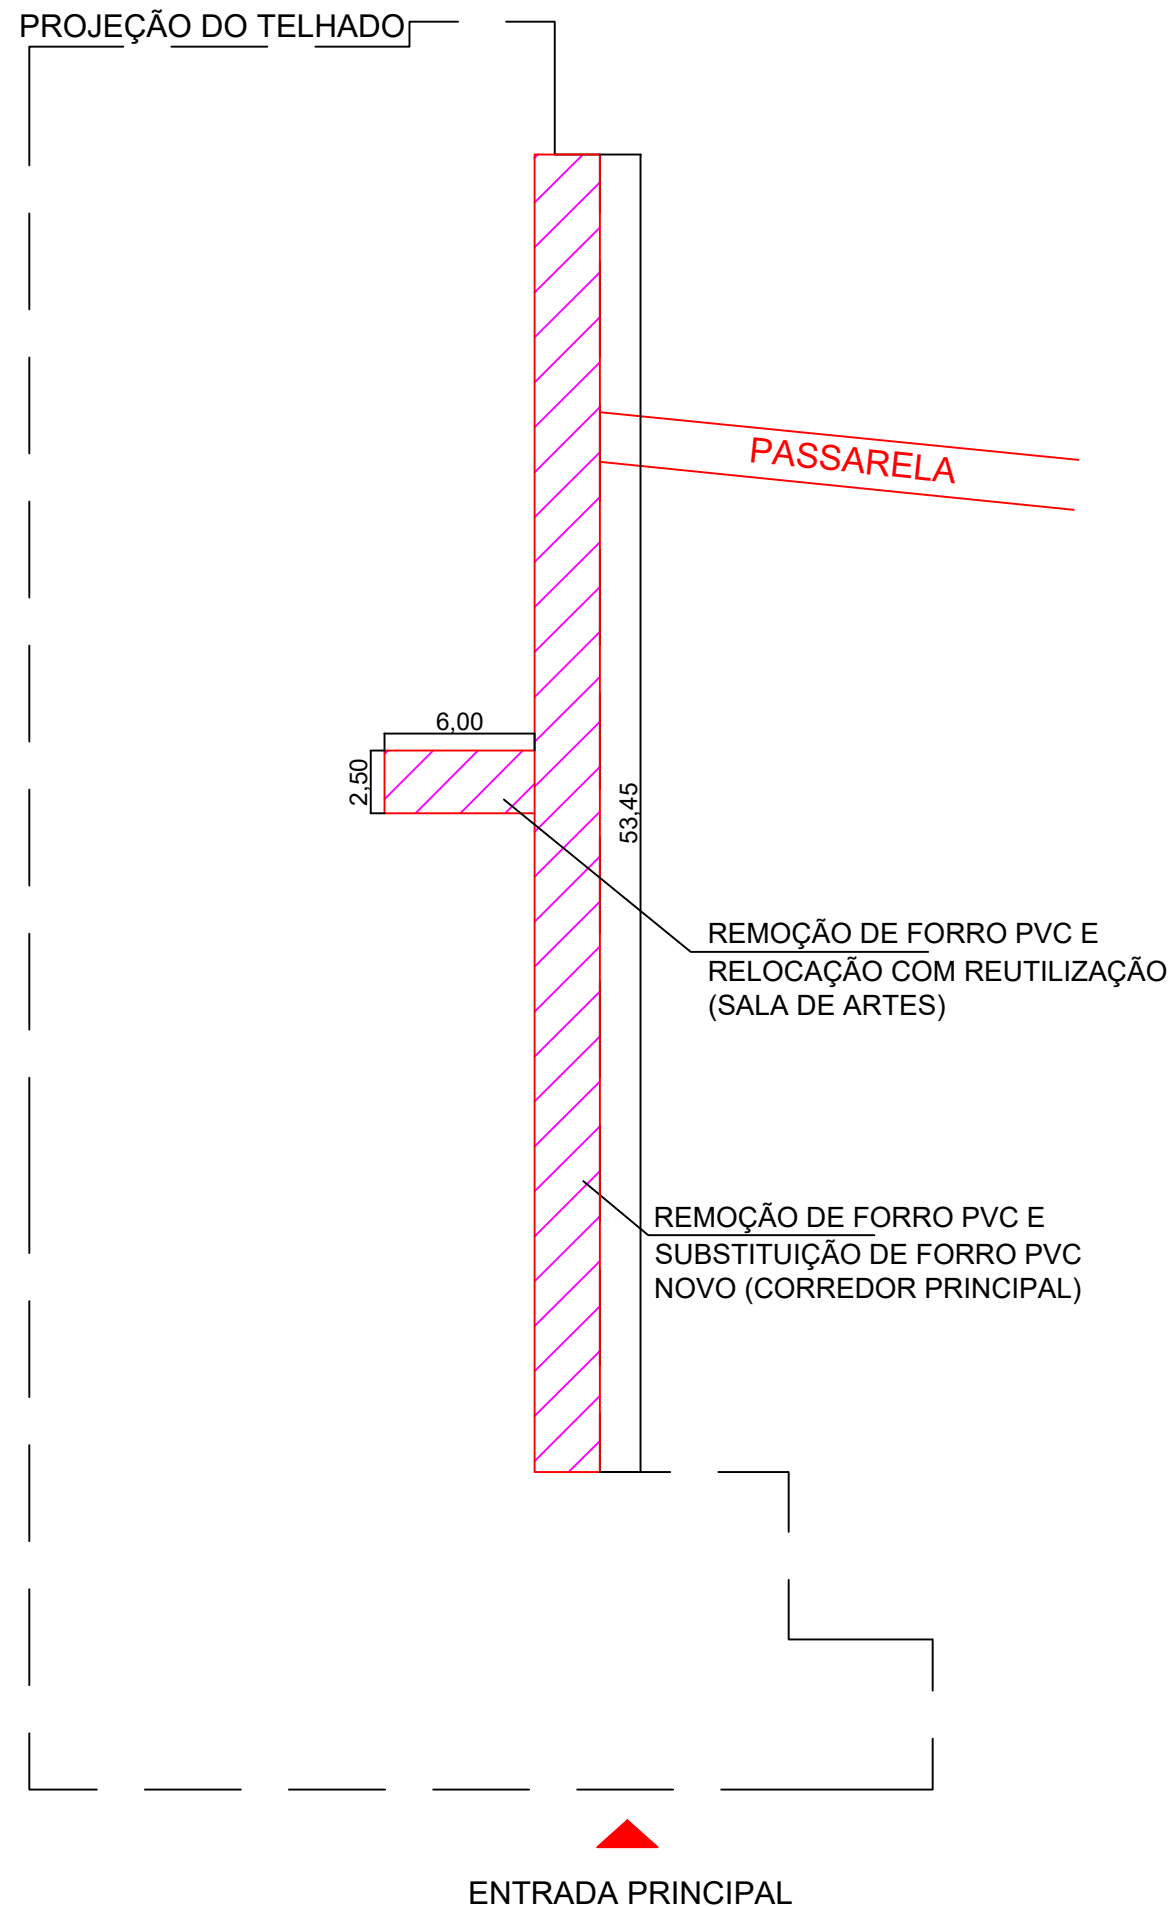 PROJEÇÃO DO TELHADO
PASSARELA
6,00
2,50
53,45
REMOÇÃO DE FORRO PVC E
RELOCAÇÃO COM REUTILIZAÇÃO
(SALA DE ARTES)
REMOÇÃO DE FORRO PVC E
SUBSTITUIÇÃO DE FORRO PVC
NOVO (CORREDOR PRINCIPAL)
ENTRADA PRINCIPAL